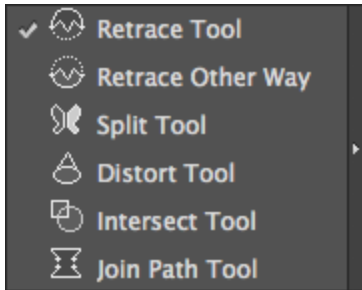 Retrace Tool
Retrace Other Way
Split Tool
Distort Tool
Intersect Tool
Join Path Tool